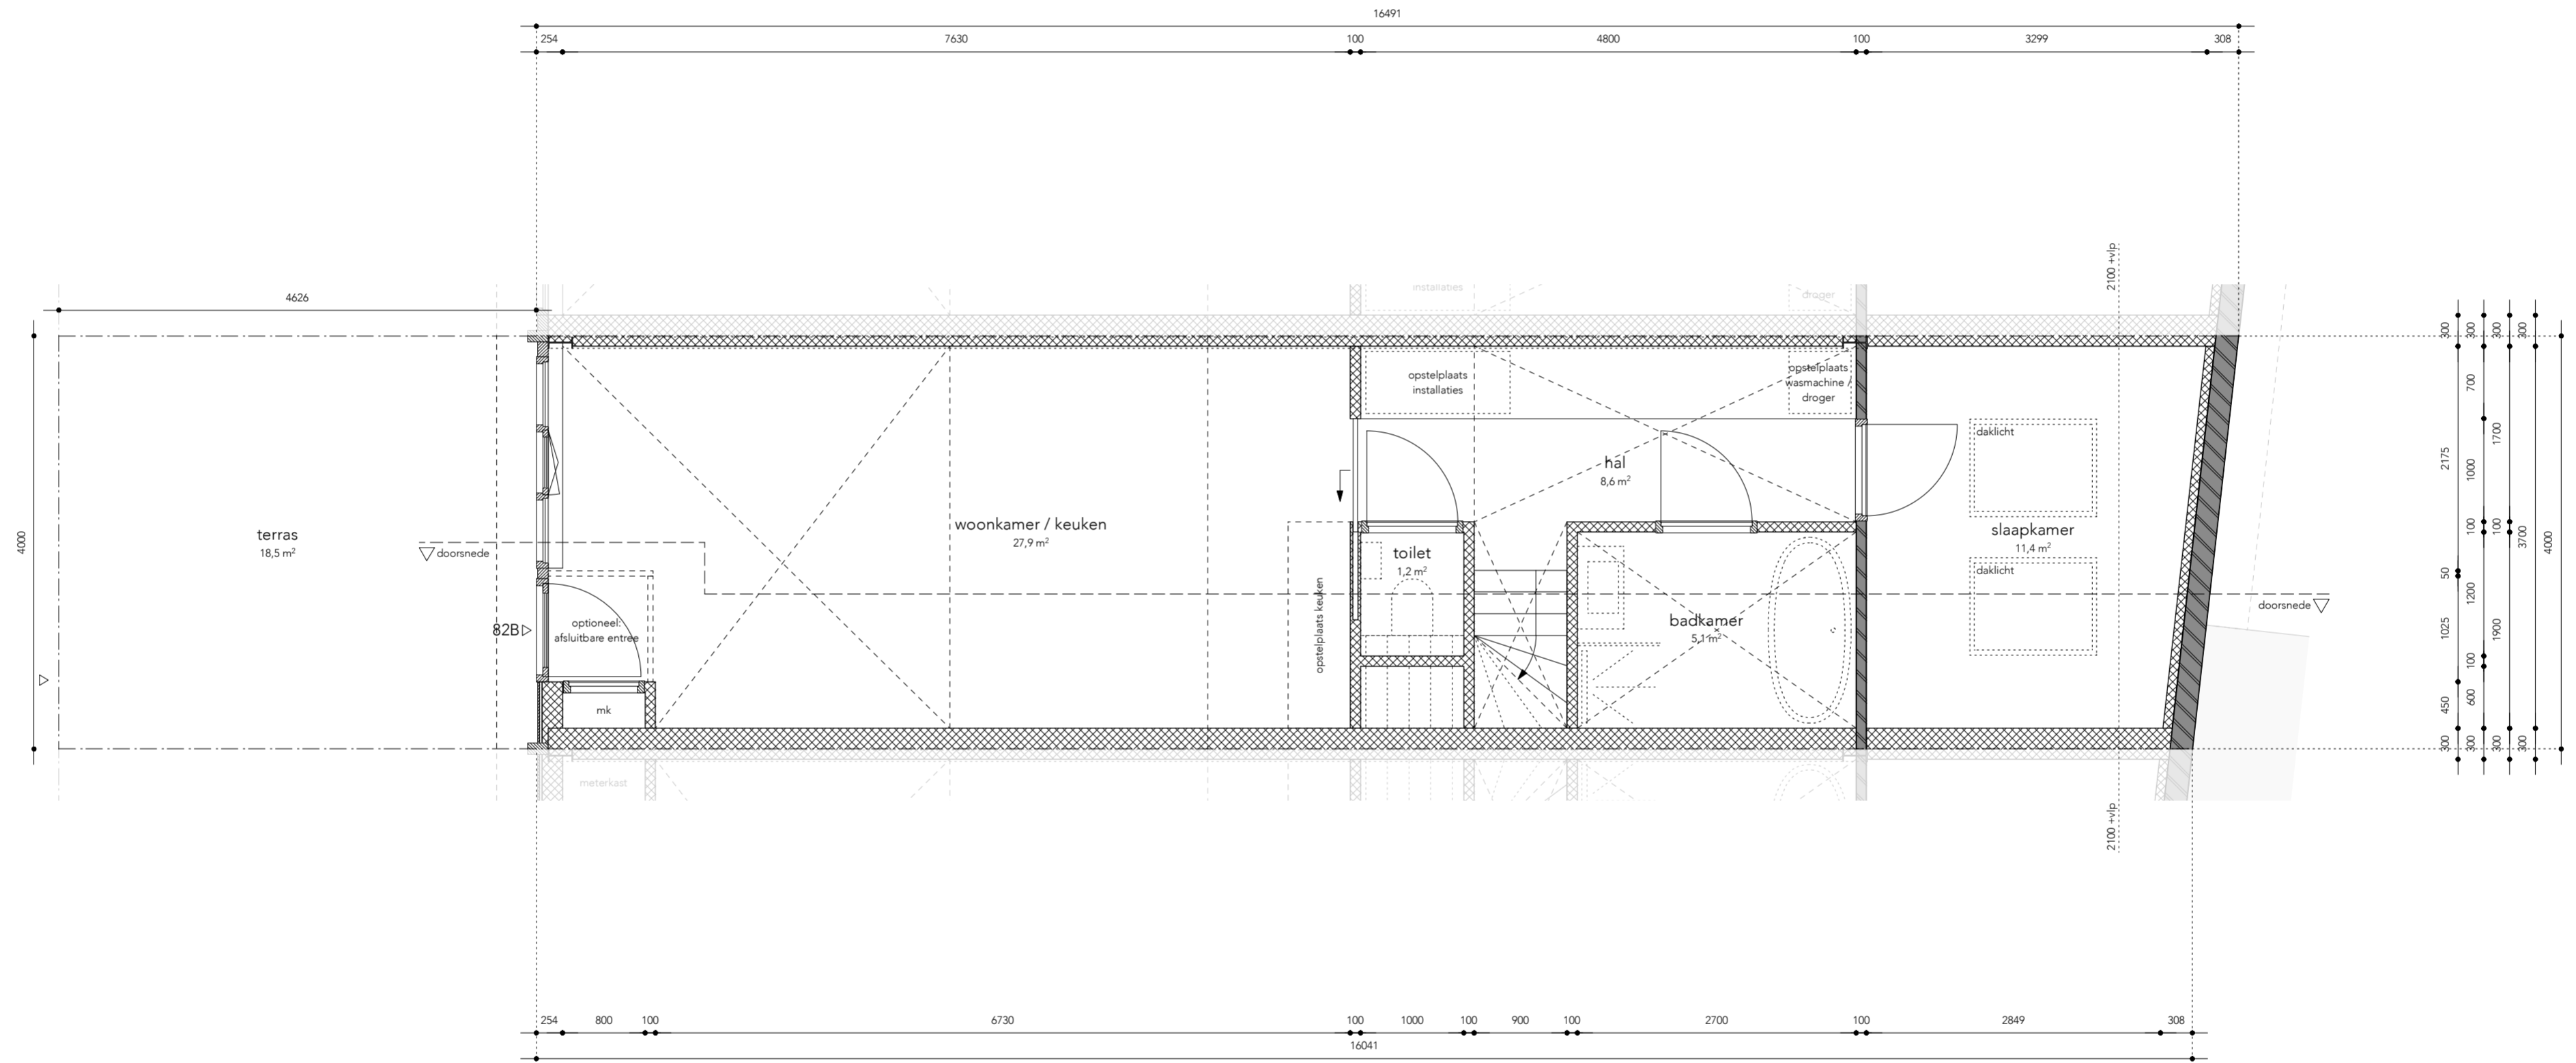 16491
254 7630 100 4800 100 3299 308
2100 +vlp
4626
installaties
droger
4000
terras
18,5 m²
doorsnede
82B
optioneel:
afsluitbare entree
mk
meterkast
woonkamer / keuken
27,9 m²
opstelplaats keuken
opstelplaats
installaties
opstelplaats
wasmachine /
droger
hal
8,6 m²
toilet
1,2 m²
badkamer
5,1 m²
daklicht
slaapkamer
11,4 m²
daklicht
doorsnede
2100 +vlp
300 2175 700 50 1025 450 300
300 1000 100 1200 600 300
300 1700 100 1900 100 300
300 3700 300
4000
254 800 100 6730 100 1000 100 900 100 2700 100 2849 308
16041